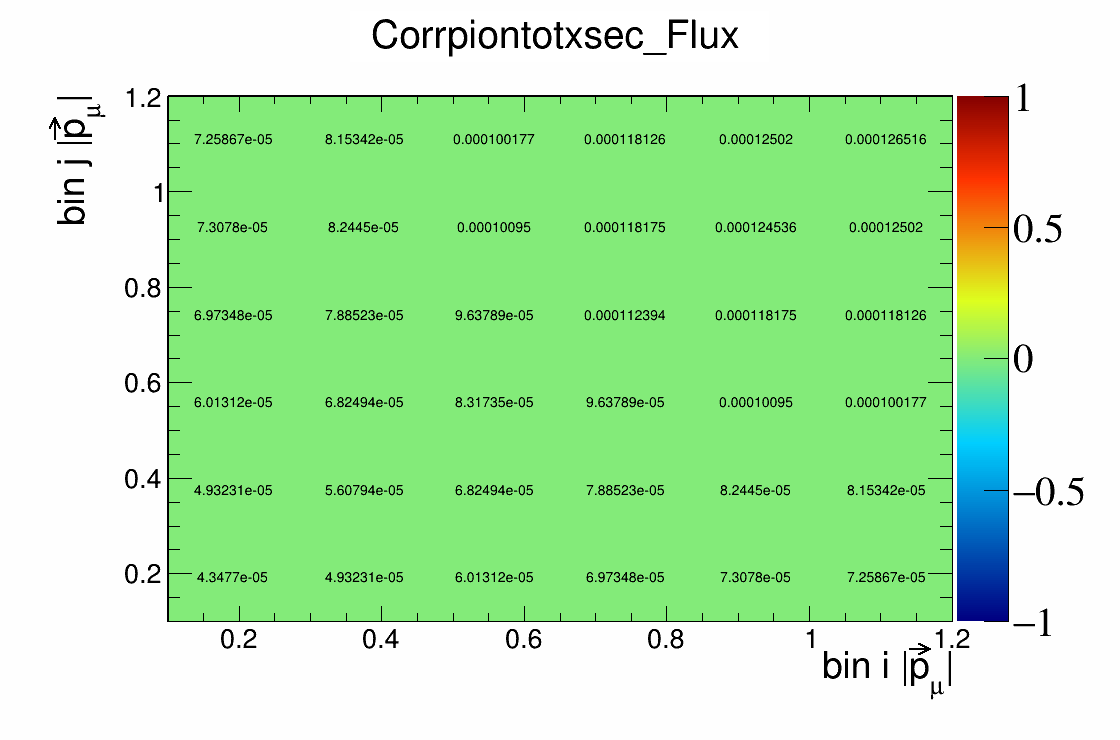 Corrpiontotxsec_Flux
bin j |p⃗μ|
1.2
1
0.8
0.6
0.4
0.2
7.25867e-05 8.15342e-05 0.000100177 0.000118126 0.00012502 0.000126516
7.3078e-05 8.2445e-05 0.00010095 0.000118175 0.000124536 0.00012502
6.97348e-05 7.88523e-05 9.63789e-05 0.000112394 0.000118175 0.000118126
6.01312e-05 6.82494e-05 8.31735e-05 9.63789e-05 0.00010095 0.000100177
4.93231e-05 5.60794e-05 6.82494e-05 7.88523e-05 8.2445e-05 8.15342e-05
4.3477e-05 4.93231e-05 6.01312e-05 6.97348e-05 7.3078e-05 7.25867e-05
0.2 0.4 0.6 0.8 1 1.2
bin i |p⃗μ|
1
0.5
0
−0.5
−1